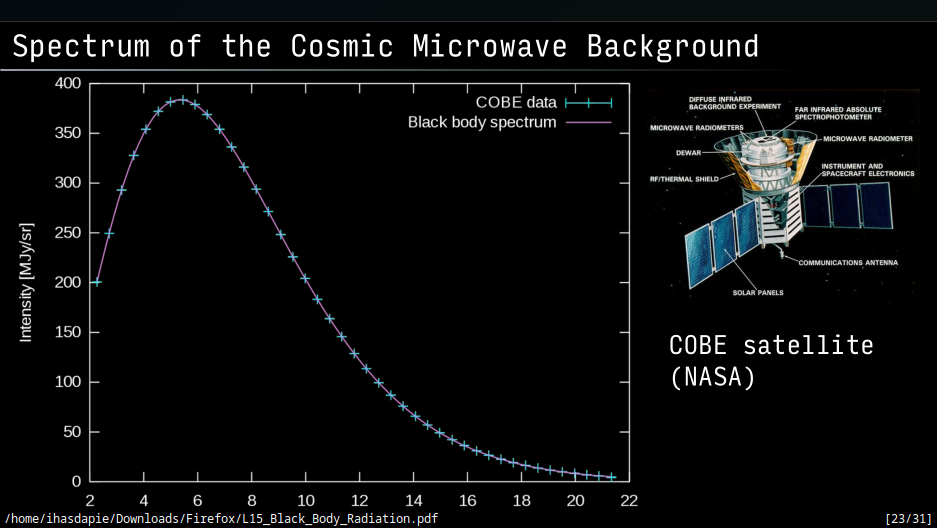 Spectrum of the Cosmic Microwave Background
400
350
300
250
200
150
100
50
0
Intensity [MJy/sr]
COBE data
Black body spectrum
2 4 6 8 10 12 14 16 18 20 22
DIFFUSE INFRARED
BACKGROUND EXPERIMENT
FAR INFRARED ABSOLUTE
SPECTROPHOTOMETER
MICROWAVE RADIOMETERS
MICROWAVE RADIOMETER
DEWAR
INSTRUMENT AND
SPACECRAFT ELECTRONICS
RF/THERMAL SHIELD
COMMUNICATIONS ANTENNA
SOLAR PANELS
COBE satellite
(NASA)
/home/ihasdapie/Downloads/Firefox/L15_Black_Body_Radiation.pdf [23/31]